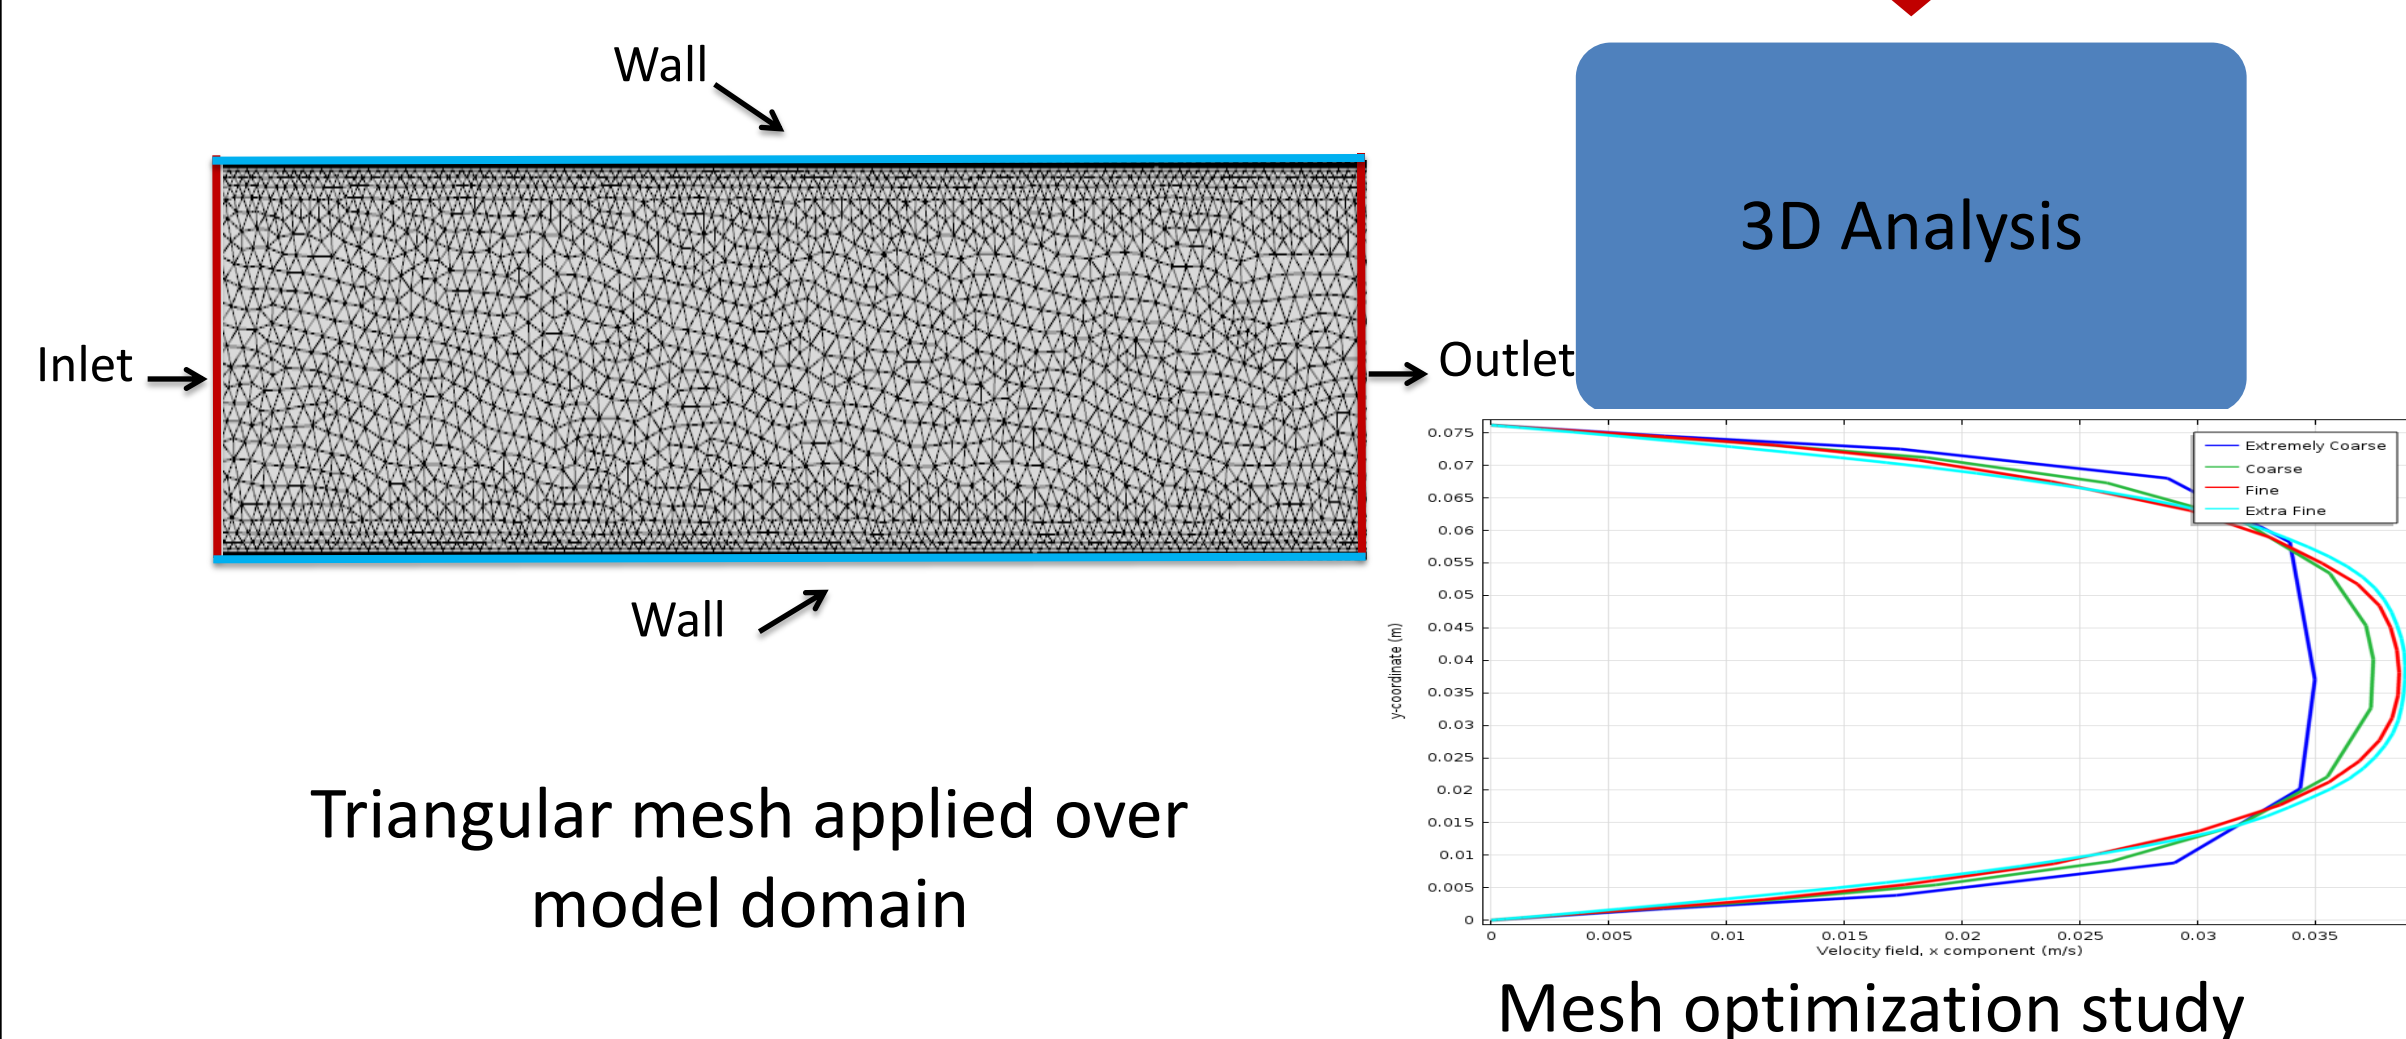 Wall
Inlet
Outlet
Wall
Triangular mesh applied over
model domain
3D Analysis
0.075
0.07
0.065
0.06
0.055
0.05
0.045
0.04
0.035
0.03
0.025
0.02
0.015
0.01
0.005
0
y-coordinate (m)
Extremely Coarse
Coarse
Fine
Extra Fine
0 0.005 0.01 0.015 0.02 0.025 0.03 0.035
Velocity field, x component (m/s)
Mesh optimization study